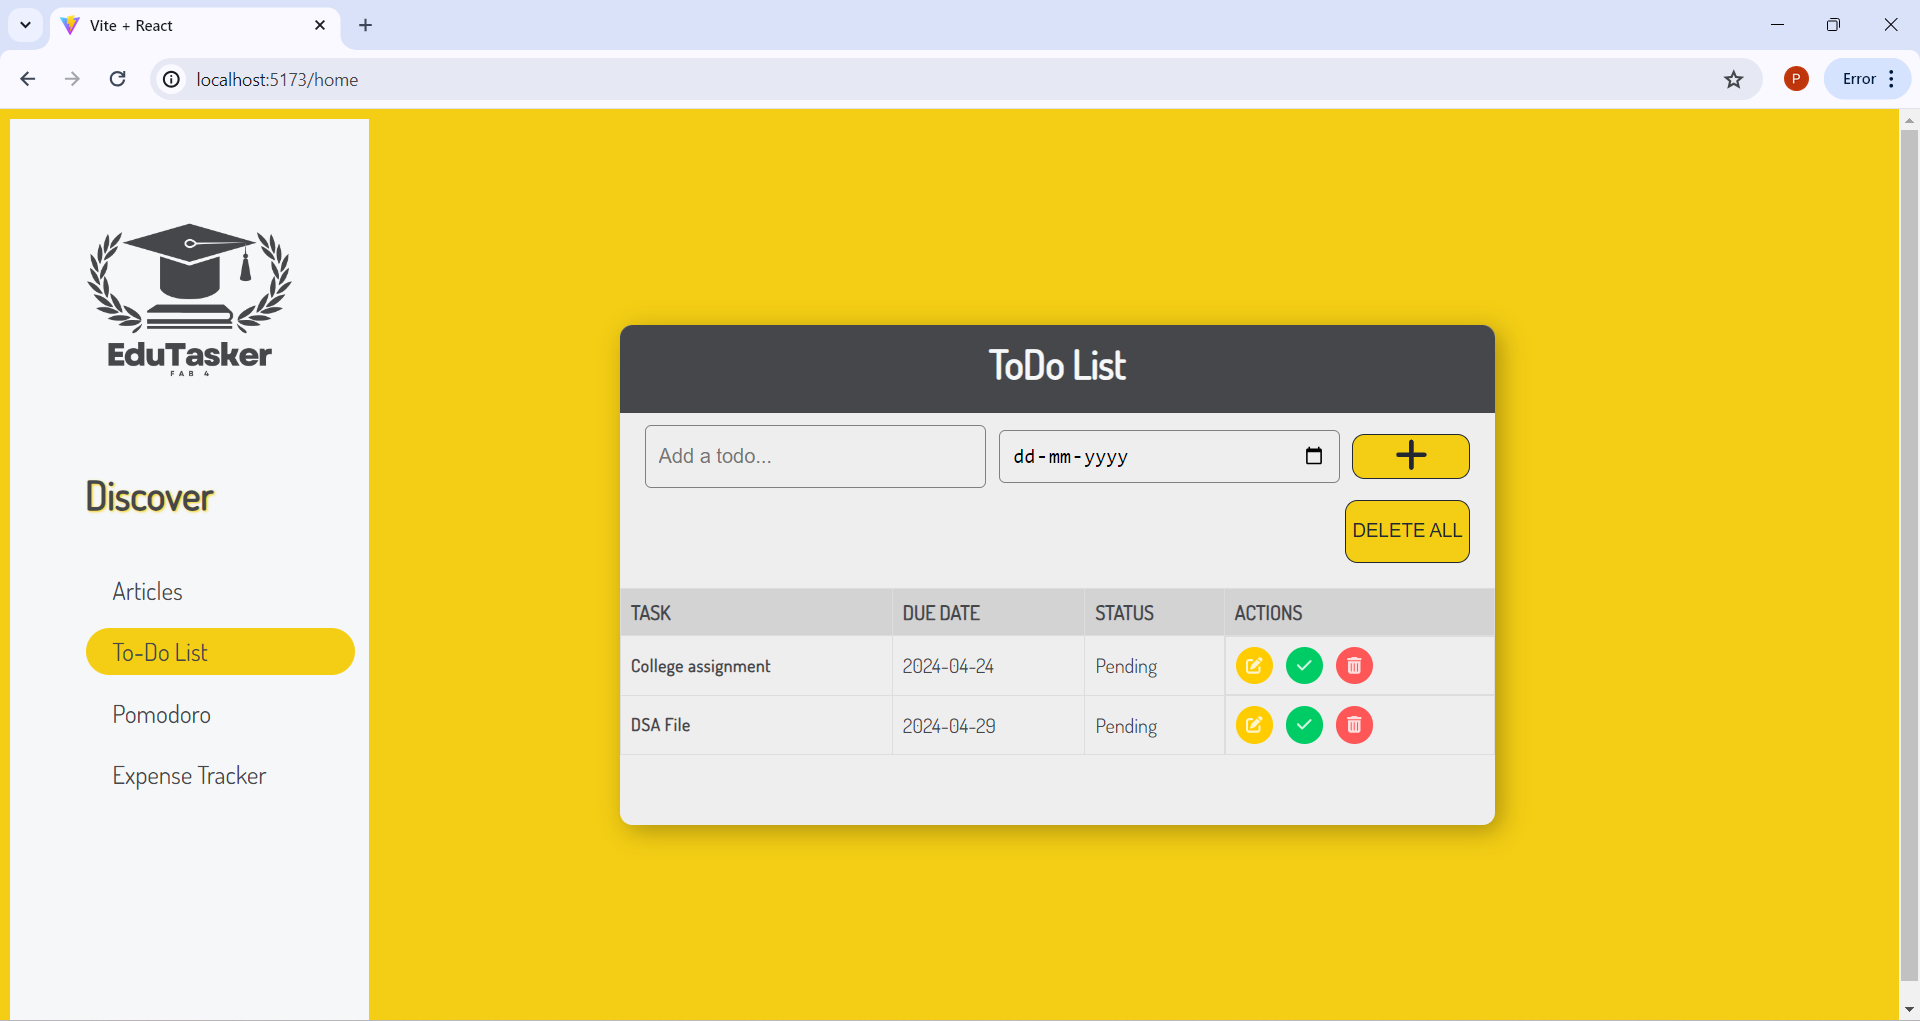 Vite + React
localhost:5173/home
P
Error
EduTasker
FAB 4
Discover
Articles
To-Do List
Pomodoro
Expense Tracker
ToDo List
Add a todo...
dd-mm-yyyy
DELETE ALL
TASK DUE DATE STATUS ACTIONS
College assignment 2024-04-24 Pending
DSA File 2024-04-29 Pending